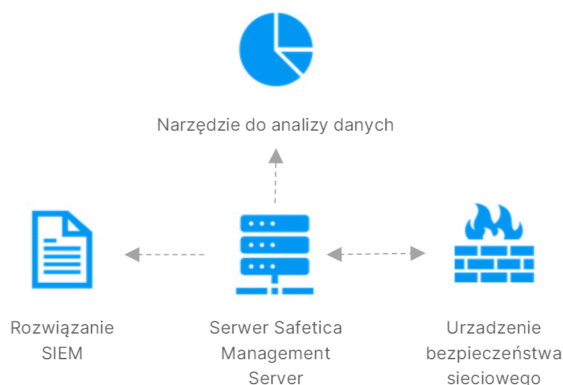 Narzędzie do analizy danych
Rozwiązanie
SIEM
Serwer Safetica
Management
Server
Urzadzenie
bezpieczeństwa
sieciowego